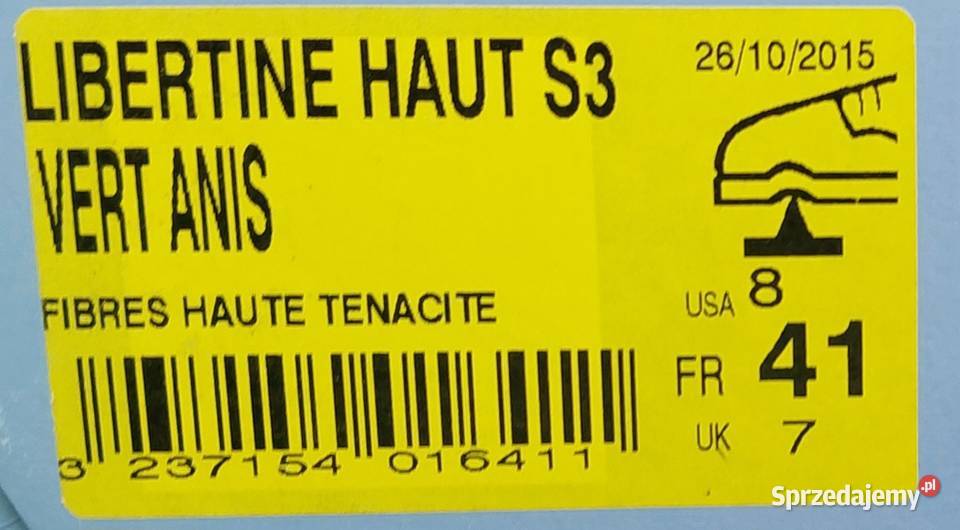 LIBERTINE HAUT S3
26/10/2015
VERT ANIS
FIBRES HAUTE TENACITE
USA 8
FR 41
UK 7
3 237154 016411
Sprzedajemy.pl